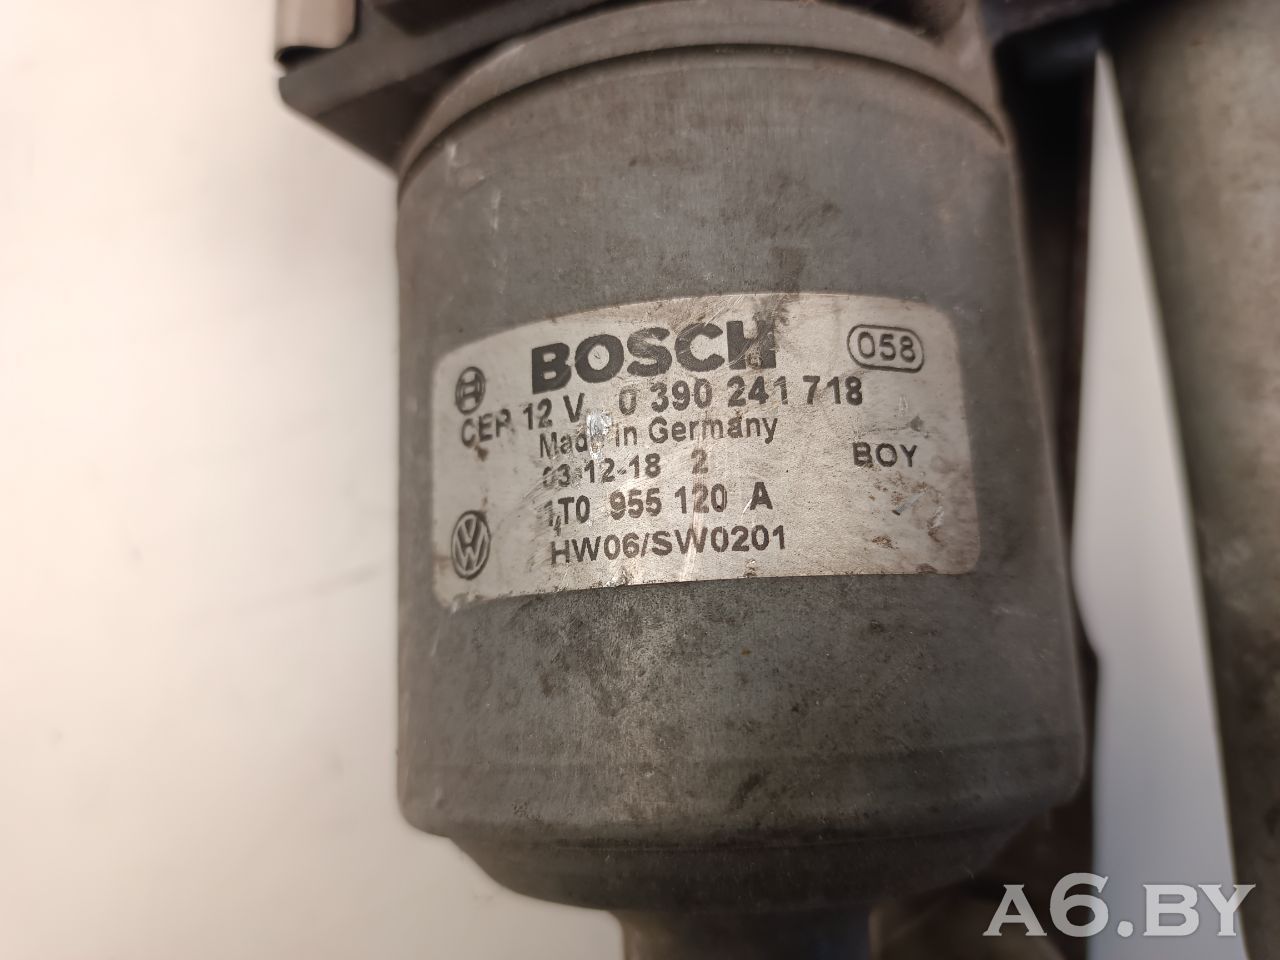 BOSCH 058
CEP 12 V 0 390 241 718
Made in Germany
03-12-18 2 BOY
1T0 955 120 A
HW06/SW0201
A6.BY